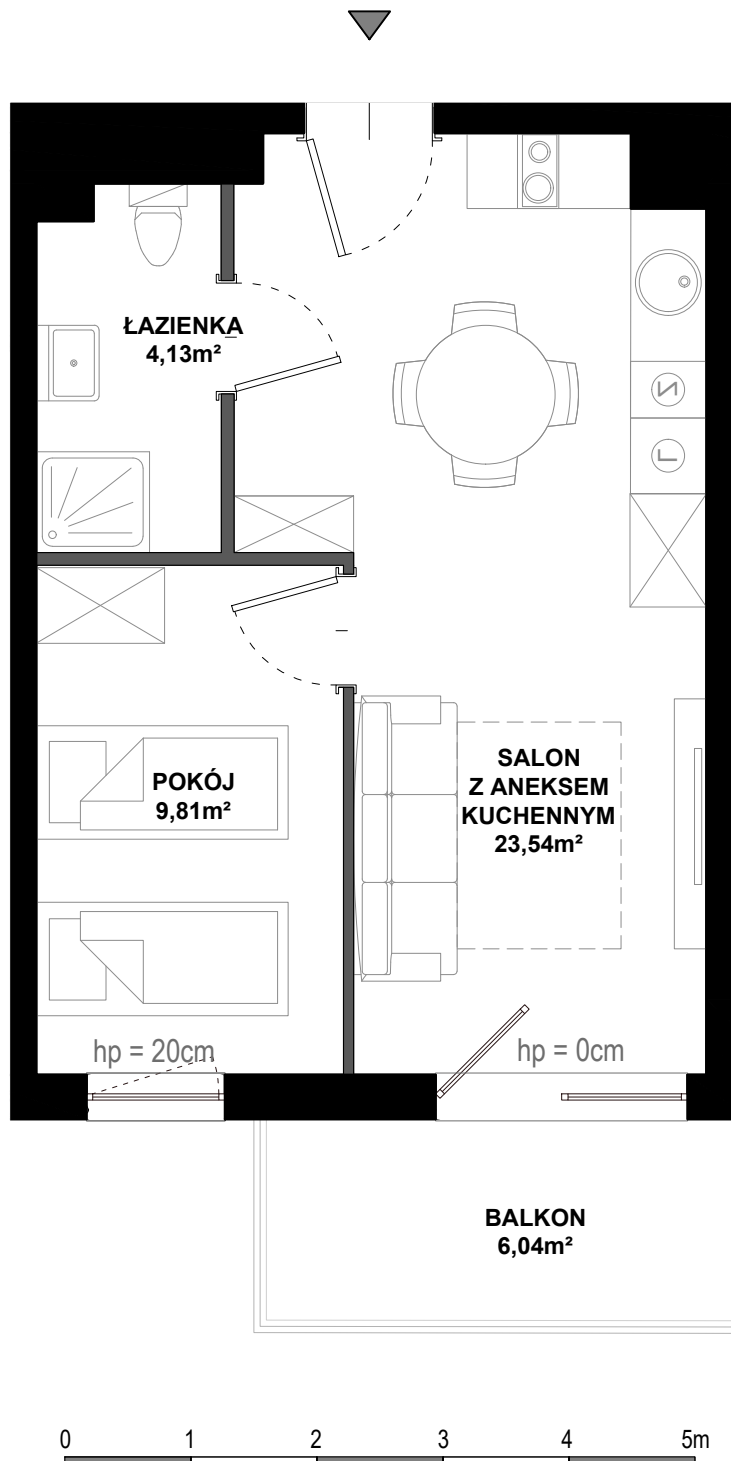 ŁAZIENKA
4,13m²
POKÓJ
9,81m²
SALON
Z ANEKSEM
KUCHENNYM
23,54m²
hp = 20cm
hp = 0cm
BALKON
6,04m²
0 1 2 3 4 5m